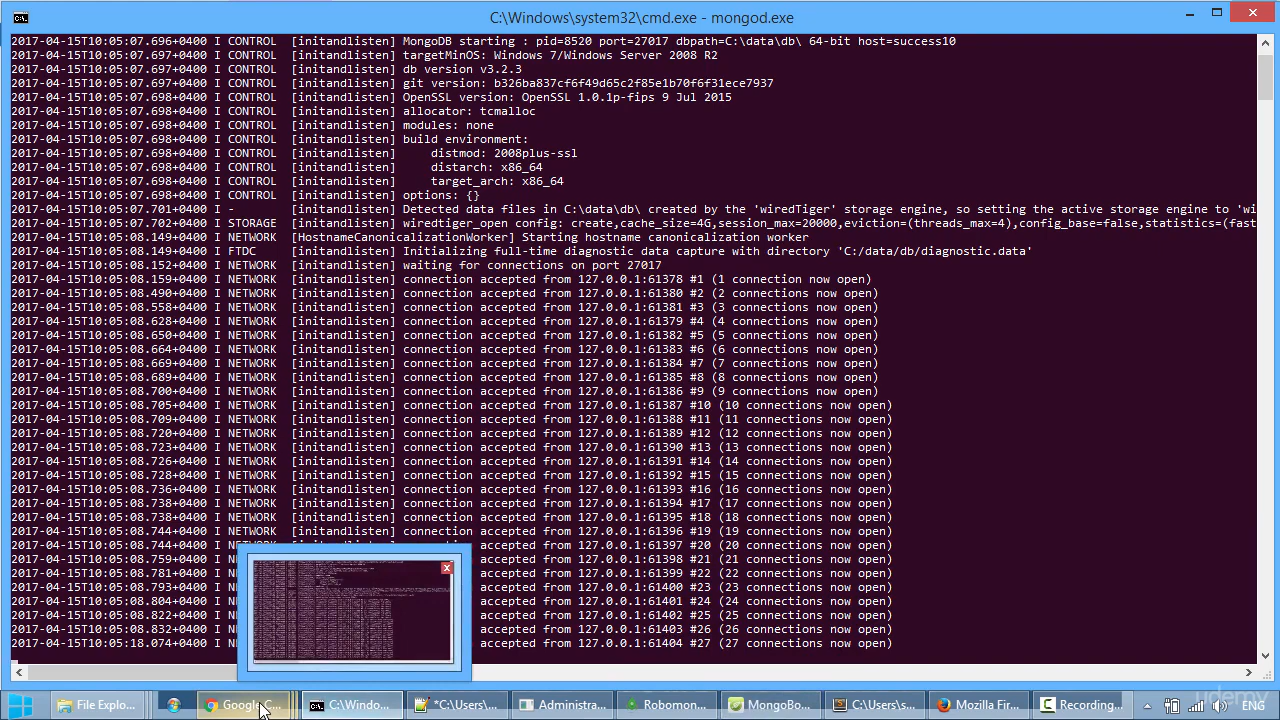 C:\Windows\system32\cmd.exe - mongod.exe
2017-04-15T10:05:07.696+0400 I CONTROL [initandlisten] MongoDB starting : pid=8520 port=27017 dbpath=C:\data\db\ 64-bit host=success10
2017-04-15T10:05:07.697+0400 I CONTROL [initandlisten] targetMinOS: Windows 7/Windows Server 2008 R2
2017-04-15T10:05:07.697+0400 I CONTROL [initandlisten] db version v3.2.3
2017-04-15T10:05:07.697+0400 I CONTROL [initandlisten] git version: b326ba837cf6f49d65c2f85e1b70f6f31ece7937
2017-04-15T10:05:07.698+0400 I CONTROL [initandlisten] OpenSSL version: OpenSSL 1.0.1p-fips 9 Jul 2015
2017-04-15T10:05:07.698+0400 I CONTROL [initandlisten] allocator: tcmalloc
2017-04-15T10:05:07.698+0400 I CONTROL [initandlisten] modules: none
2017-04-15T10:05:07.698+0400 I CONTROL [initandlisten] build environment:
2017-04-15T10:05:07.698+0400 I CONTROL [initandlisten] distmod: 2008plus-ssl
2017-04-15T10:05:07.698+0400 I CONTROL [initandlisten] distarch: x86_64
2017-04-15T10:05:07.698+0400 I CONTROL [initandlisten] target_arch: x86_64
2017-04-15T10:05:07.698+0400 I CONTROL [initandlisten] options: {}
2017-04-15T10:05:07.701+0400 I - [initandlisten] Detected data files in C:\data\db\ created by the 'wiredTiger' storage engine, so setting the active storage engine to 'wi
2017-04-15T10:05:07.702+0400 I STORAGE [initandlisten] wiredtiger_open config: create,cache_size=4G,session_max=20000,eviction=(threads_max=4),config_base=false,statistics=(fast
2017-04-15T10:05:08.149+0400 I NETWORK [HostnameCanonicalizationWorker] Starting hostname canonicalization worker
2017-04-15T10:05:08.149+0400 I FTDC [initandlisten] Initializing full-time diagnostic data capture with directory 'C:/data/db/diagnostic.data'
2017-04-15T10:05:08.152+0400 I NETWORK [initandlisten] waiting for connections on port 27017
2017-04-15T10:05:08.159+0400 I NETWORK [initandlisten] connection accepted from 127.0.0.1:61378 #1 (1 connection now open)
2017-04-15T10:05:08.490+0400 I NETWORK [initandlisten] connection accepted from 127.0.0.1:61380 #2 (2 connections now open)
2017-04-15T10:05:08.558+0400 I NETWORK [initandlisten] connection accepted from 127.0.0.1:61381 #3 (3 connections now open)
2017-04-15T10:05:08.628+0400 I NETWORK [initandlisten] connection accepted from 127.0.0.1:61379 #4 (4 connections now open)
2017-04-15T10:05:08.650+0400 I NETWORK [initandlisten] connection accepted from 127.0.0.1:61382 #5 (5 connections now open)
2017-04-15T10:05:08.664+0400 I NETWORK [initandlisten] connection accepted from 127.0.0.1:61383 #6 (6 connections now open)
2017-04-15T10:05:08.669+0400 I NETWORK [initandlisten] connection accepted from 127.0.0.1:61384 #7 (7 connections now open)
2017-04-15T10:05:08.689+0400 I NETWORK [initandlisten] connection accepted from 127.0.0.1:61385 #8 (8 connections now open)
2017-04-15T10:05:08.700+0400 I NETWORK [initandlisten] connection accepted from 127.0.0.1:61386 #9 (9 connections now open)
2017-04-15T10:05:08.705+0400 I NETWORK [initandlisten] connection accepted from 127.0.0.1:61387 #10 (10 connections now open)
2017-04-15T10:05:08.709+0400 I NETWORK [initandlisten] connection accepted from 127.0.0.1:61388 #11 (11 connections now open)
2017-04-15T10:05:08.720+0400 I NETWORK [initandlisten] connection accepted from 127.0.0.1:61389 #12 (12 connections now open)
2017-04-15T10:05:08.723+0400 I NETWORK [initandlisten] connection accepted from 127.0.0.1:61390 #13 (13 connections now open)
2017-04-15T10:05:08.726+0400 I NETWORK [initandlisten] connection accepted from 127.0.0.1:61391 #14 (14 connections now open)
2017-04-15T10:05:08.728+0400 I NETWORK [initandlisten] connection accepted from 127.0.0.1:61392 #15 (15 connections now open)
2017-04-15T10:05:08.736+0400 I NETWORK [initandlisten] connection accepted from 127.0.0.1:61393 #16 (16 connections now open)
2017-04-15T10:05:08.738+0400 I NETWORK [initandlisten] connection accepted from 127.0.0.1:61394 #17 (17 connections now open)
2017-04-15T10:05:08.738+0400 I NETWORK [initandlisten] connection accepted from 127.0.0.1:61395 #18 (18 connections now open)
2017-04-15T10:05:08.744+0400 I NETWORK [initandlisten] connection accepted from 127.0.0.1:61396 #19 (19 connections now open)
2017-04-15T10:05:08.744+0400 I accepted from 127.0.0.1:61397 #20 (20 connections now open)
2017-04-15T10:05:08.759+0400 I N accepted from 127.0.0.1:61398 #21 (21 connections now open)
2017-04-15T10:05:08.781+0400 I N accepted from 127.0.0.1:61399 #22 (22 connections now open)
2017-04-15T10:05:08.793+0400 I N accepted from 127.0.0.1:61400 #23 (23 connections now open)
2017-04-15T10:05:08.804+0400 I N accepted from 127.0.0.1:61401 #24 (24 connections now open)
2017-04-15T10:05:08.822+0400 I N accepted from 127.0.0.1:61402 #25 (25 connections now open)
2017-04-15T10:05:08.832+0400 I N accepted from 127.0.0.1:61403 #26 (26 connections now open)
2017-04-15T10:06:18.074+0400 I N accepted from 127.0.0.1:61404 #27 (27 connections now open)
File Explo... Google C... C:\Windo... *C:\Users\... Administra... Robomon... MongoBo... C:\Users\s... Mozilla Fir... Recording... ENG
udemy